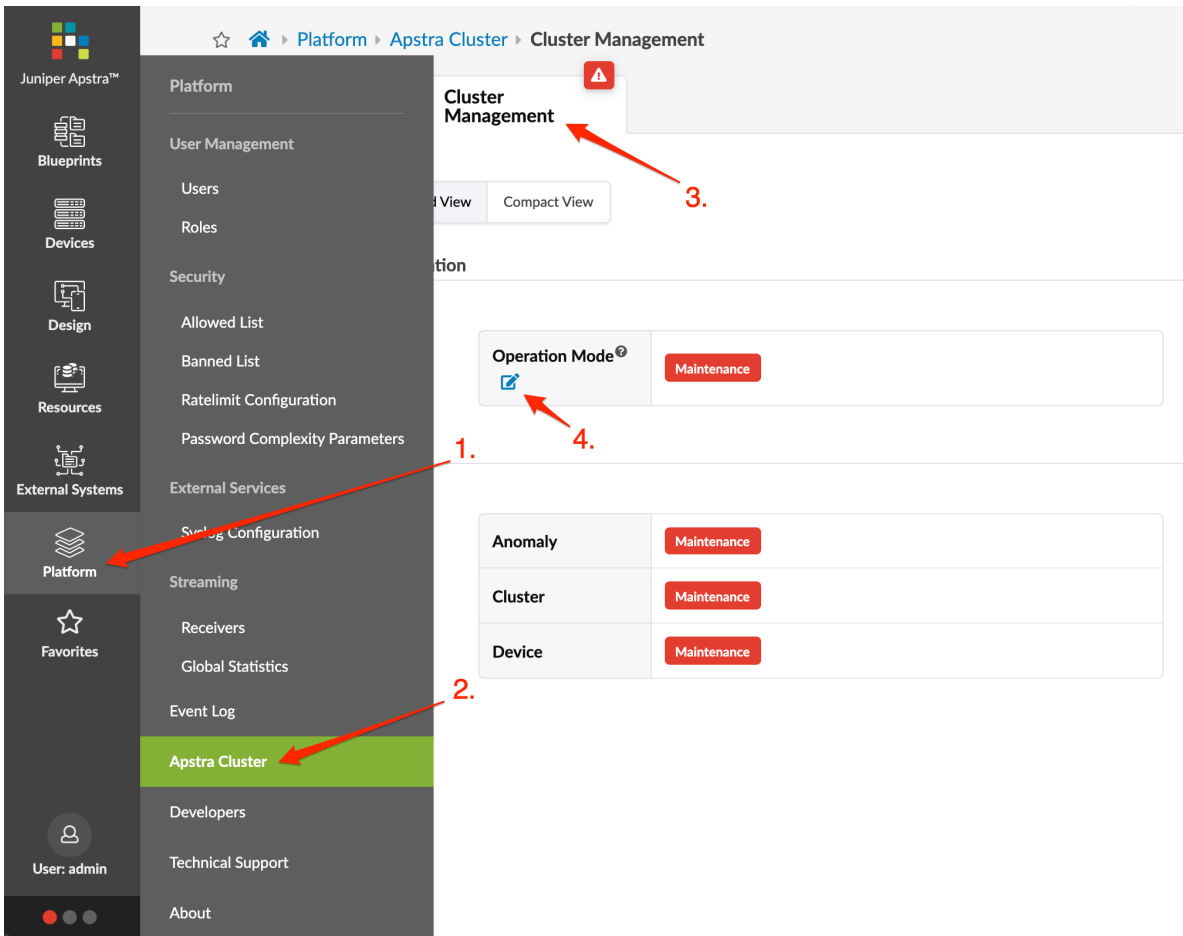 Juniper Apstra™
Blueprints
Devices
Design
Resources
External Systems
Platform
Favorites
User: admin
Platform
User Management
Users
Roles
Security
Allowed List
Banned List
Ratelimit Configuration
Password Complexity Parameters
External Services
Syslog Configuration
Streaming
Receivers
Global Statistics
Event Log
Apstra Cluster
Developers
Technical Support
About
Platform Apstra Cluster Cluster Management
Cluster
Management
3.
View Compact View
tion
Operation Mode
Maintenance
4.
1.
Anomaly Maintenance
Cluster Maintenance
Device Maintenance
2.